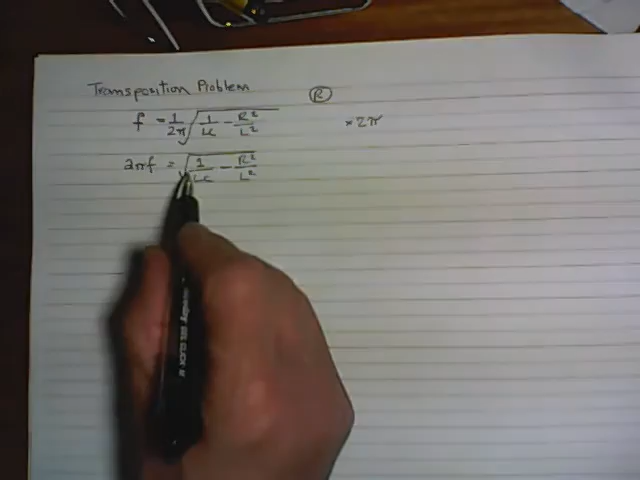 Transposition Problem Ⓡ
f = 1/2π √(1/LC - R²/L²) ×2π
2πf = √(1/LC - R²/L²)